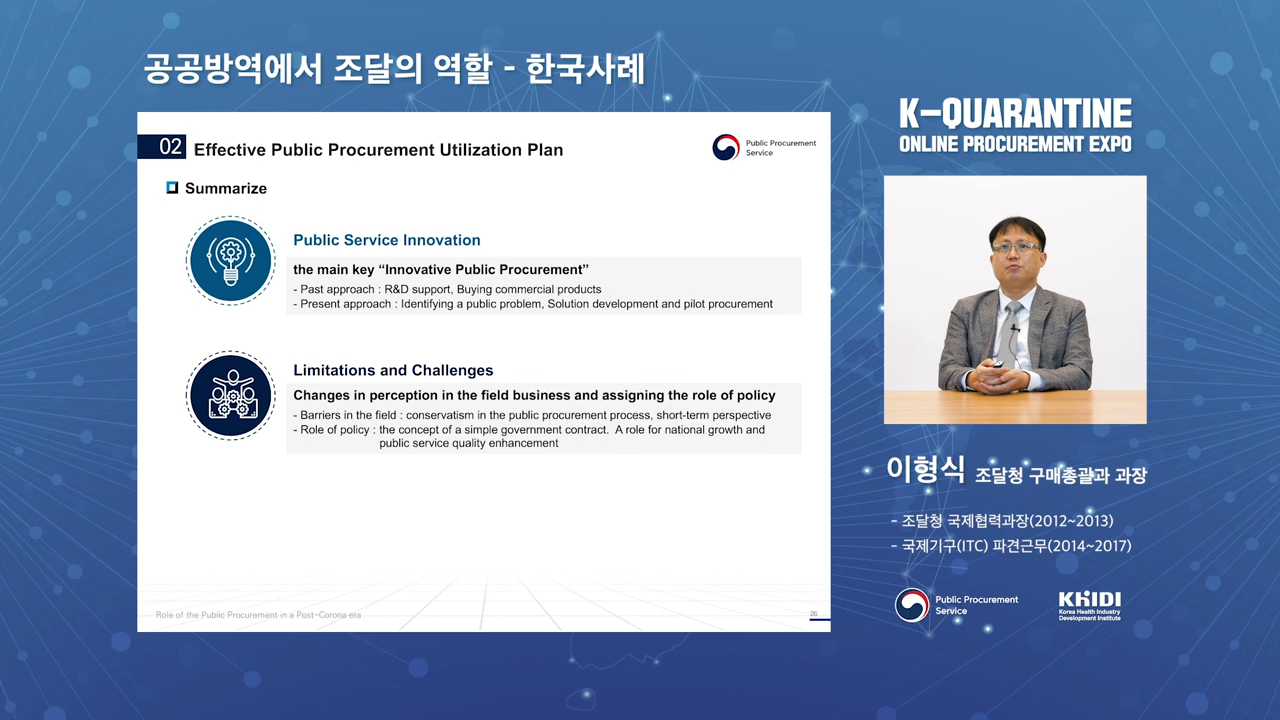 공공방역에서 조달의 역할 - 한국사례
02
Effective Public Procurement Utilization Plan
Public Procurement
Service
Summarize
Public Service Innovation
the main key “Innovative Public Procurement”
- Past approach : R&D support, Buying commercial products
- Present approach : Identifying a public problem, Solution development and pilot procurement
Limitations and Challenges
Changes in perception in the field business and assigning the role of policy
- Barriers in the field : conservatism in the public procurement process, short-term perspective
- Role of policy : the concept of a simple government contract. A role for national growth and
public service quality enhancement
Role of the Public Procurement in a Post-Corona era
26
K-QUARANTINE
ONLINE PROCUREMENT EXPO
이형식 조달청 구매총괄과 과장
- 조달청 국제협력과장(2012~2013)
- 국제기구(ITC) 파견근무(2014~2017)
Public Procurement
Service
KHIDI
Korea Health Industry
Development Institute